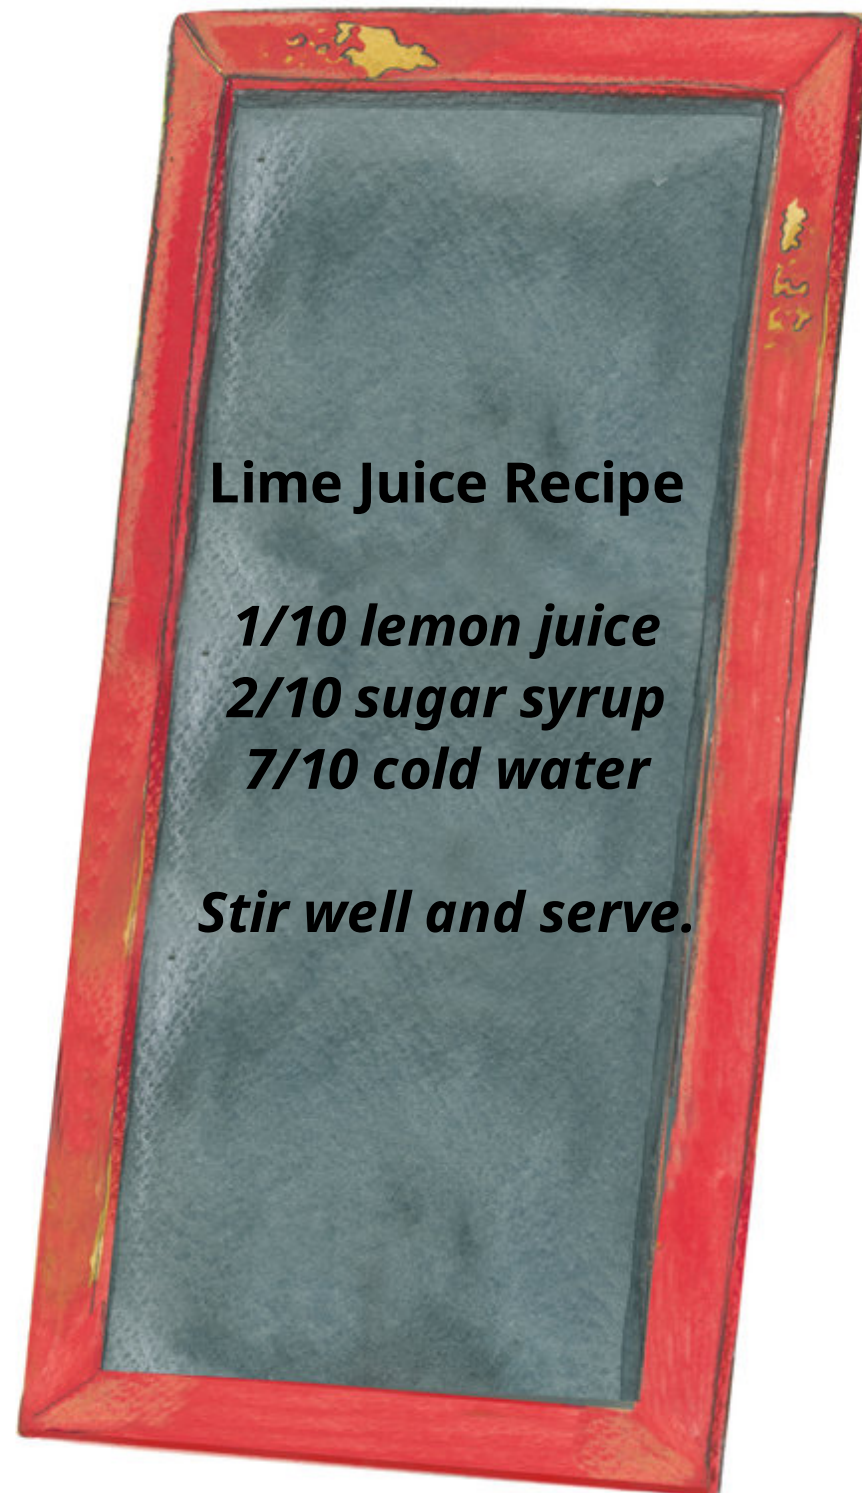 Lime Juice Recipe
1/10 lemon juice
2/10 sugar syrup
7/10 cold water
Stir well and serve.